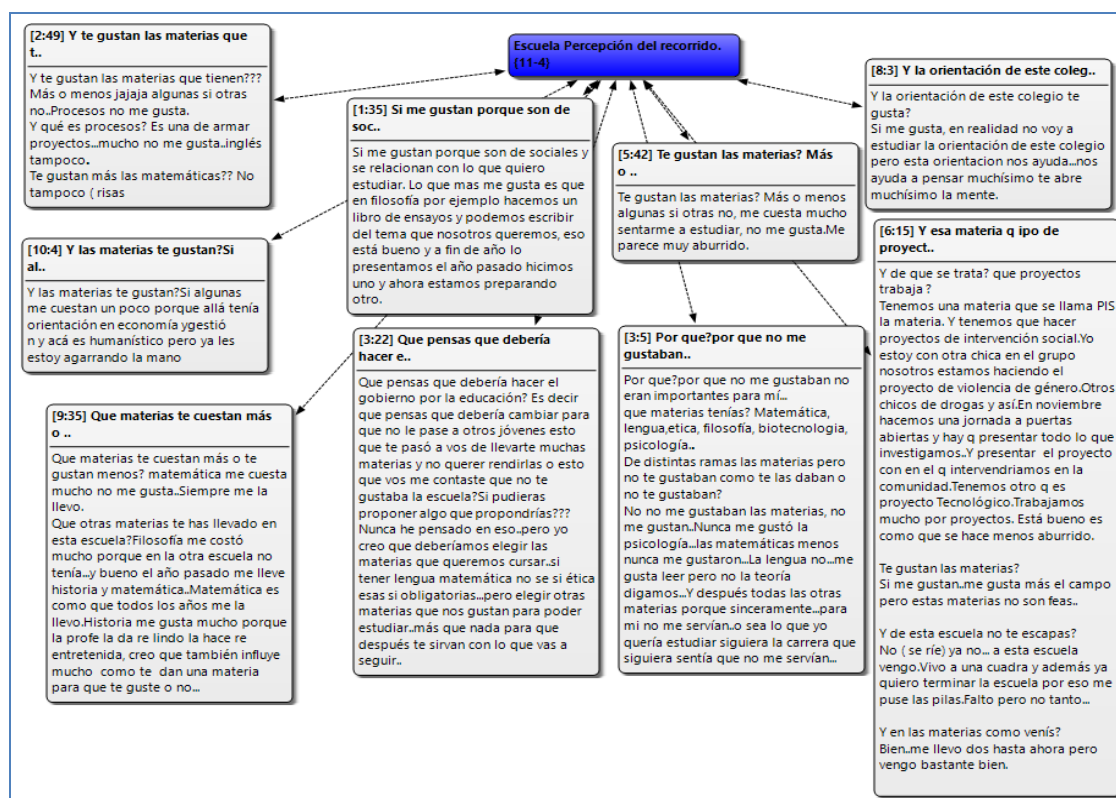 Escuela Percepción del recorrido.
{11-4}
[2:49] Y te gustan las materias que
t..
Y te gustan las materias que tienen???
Más o menos jajaja algunas si otras
no..Procesos no me gusta.
Y qué es procesos? Es una de armar
proyectos...mucho no me gusta..inglés
tampoco.
Te gustan más las matemáticas?? No
tampoco ( risas
[1:35] Si me gustan porque son de
soc..
Si me gustan porque son de sociales y
se relacionan con lo que quiero
estudiar. Lo que mas me gusta es que
en filosofía por ejemplo hacemos un
libro de ensayos y podemos escribir
del tema que nosotros queremos, eso
está bueno y a fin de año lo
presentamos el año pasado hicimos
uno y ahora estamos preparando
otro.
[5:42] Te gustan las materias? Más
o ..
Te gustan las materias? Más o menos
algunas si otras no, me cuesta mucho
sentarme a estudiar, no me gusta.Me
parece muy aburrido.
[8:3] Y la orientación de este coleg..
Y la orientación de este colegio te
gusta?
Si me gusta, en realidad no voy a
estudiar la orientación de este colegio
pero esta orientacion nos ayuda...nos
ayuda a pensar muchísimo te abre
muchísimo la mente.
[10:4] Y las materias te gustan?Si
al..
Y las materias te gustan?Si algunas
me cuestan un poco porque allá tenía
orientación en economía ygestió
n y acá es humanístico pero ya les
estoy agarrando la mano
[3:22] Que pensas que debería
hacer e..
Que pensas que debería hacer el
gobierno por la educación? Es decir
que pensas que debería cambiar para
que no le pase a otros jóvenes esto
que te pasó a vos de llevarte muchas
materias y no querer rendirlas o esto
que vos me contaste que no te
gustaba la escuela?Si pudieras
proponer algo que propondrías???
Nunca he pensado en eso..pero yo
creo que deberíamos elegir las
materias que queremos cursar..si
tener lengua matemática no se si ética
esas si obligatorias...pero elegir otras
materias que nos gustan para poder
estudiar..más que nada para que
después te sirvan con lo que vas a
seguir..
[3:5] Por que?por que no me
gustaban..
Por que?por que no me gustaban no
eran importantes para mí...
que materias tenías? Matemática,
lengua,etica, filosofía, biotecnologia,
psicología..
De distintas ramas las materias pero
no te gustaban como te las daban o
no te gustaban?
No no me gustaban las materias, no
me gustan..Nunca me gustó la
psicología...las matemáticas menos
nunca me gustaron...La lengua no...me
gusta leer pero no la teoría
digamos...Y después todas las otras
materias porque sinceramente...para
mi no me servían..o sea lo que yo
quería estudiar siguiera la carrera que
siguiera sentía que no me servían...
[6:15] Y esa materia q ipo de
proyect..
Y de que se trata? que proyectos
trabaja ?
Tenemos una materia que se llama PIS
la materia. Y tenemos que hacer
proyectos de intervención social.Yo
estoy con otra chica en el grupo
nosotros estamos haciendo el
proyecto de violencia de género.Otros
chicos de drogas y así.En noviembre
hacemos una jornada a puertas
abiertas y hay q presentar todo lo que
investigamos..Y presentar el proyecto
con en el q intervendriamos en la
comunidad.Tenemos otro q es
proyecto Tecnológico.Trabajamos
mucho por proyectos. Está bueno es
como que se hace menos aburrido.
Te gustan las materias?
Si me gustan..me gusta más el campo
pero estas materias no son feas..
Y de esta escuela no te escapas?
No ( se ríe) ya no... a esta escuela
vengo.Vivo a una cuadra y además ya
quiero terminar la escuela por eso me
puse las pilas.Falto pero no tanto...
Y en las materias como venís?
Bien..me llevo dos hasta ahora pero
vengo bastante bien.
[9:35] Que materias te cuestan más
o ..
Que materias te cuestan más o te
gustan menos? matemática me cuesta
mucho no me gusta..Siempre me la
llevo.
Que otras materias te has llevado en
esta escuela?Filosofía me costó
mucho porque en la otra escuela no
tenía...y bueno el año pasado me lleve
historia y matemática..Matemática es
como que todos los años me la
llevo.Historia me gusta mucho porque
la profe la da re lindo la hace re
entretenida, creo que también influye
mucho como te dan una materia
para que te guste o no...